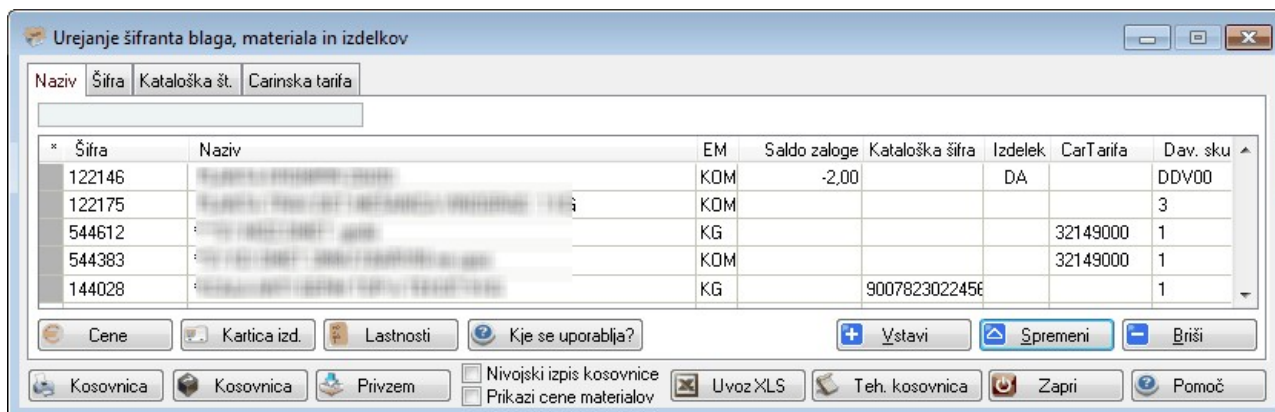 Urejanje šifranta blaga, materiala in izdelkov
Naziv Šifra Kataloška št. Carinska tarifa
* Šifra Naziv EM Saldo zaloge Kataloška šifra Izdelek CarTarifa Dav. sku
122146 KOM -2,00 DA DDV00
122175 KOM 3
544612 KG 32149000 1
544383 KOM 32149000 1
144028 KG 9007823022456 1
Cene Kartica izd. Lastnosti Kje se uporablja? Vstavi Spremeni Briši
Kosovnica Kosovnica Privzem Nivojski izpis kosovnice Uvoz XLS Teh. kosovnica Zapri Pomoč
Prikazi cene materialov